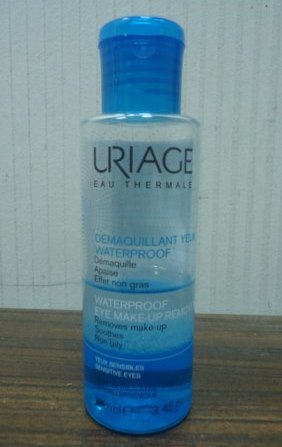 URIAGE
EAU THERMALE
DÉMAQUILLANT YEUX
WATERPROOF
Démaquille
Apaise
Effet non gras
WATERPROOF
EYE MAKE-UP REMOV
Removes make-up
Soothes
Non oily
YEUX SENSIBLES
SENSITIVE EYES